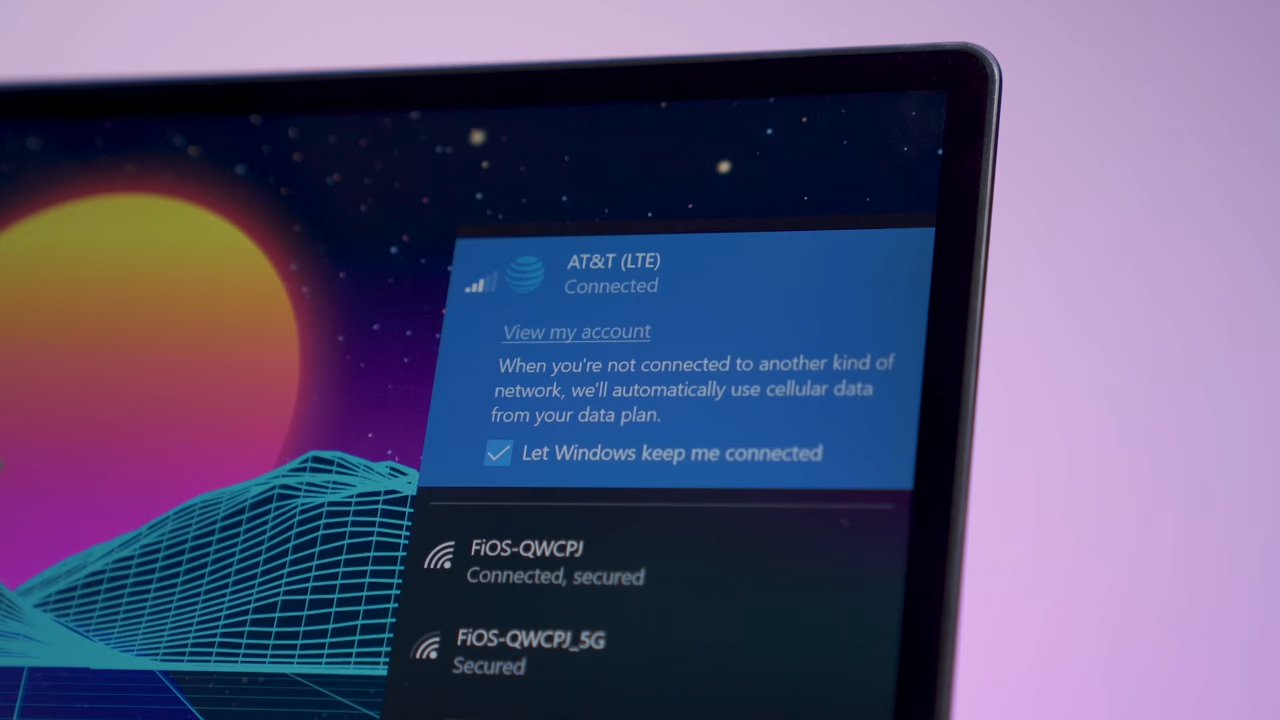 AT&T (LTE)
Connected
View my account
When you're not connected to another kind of
network, we'll automatically use cellular data
from your data plan.
Let Windows keep me connected
FiOS-QWCPJ
Connected, secured
FiOS-QWCPJ_5G
Secured